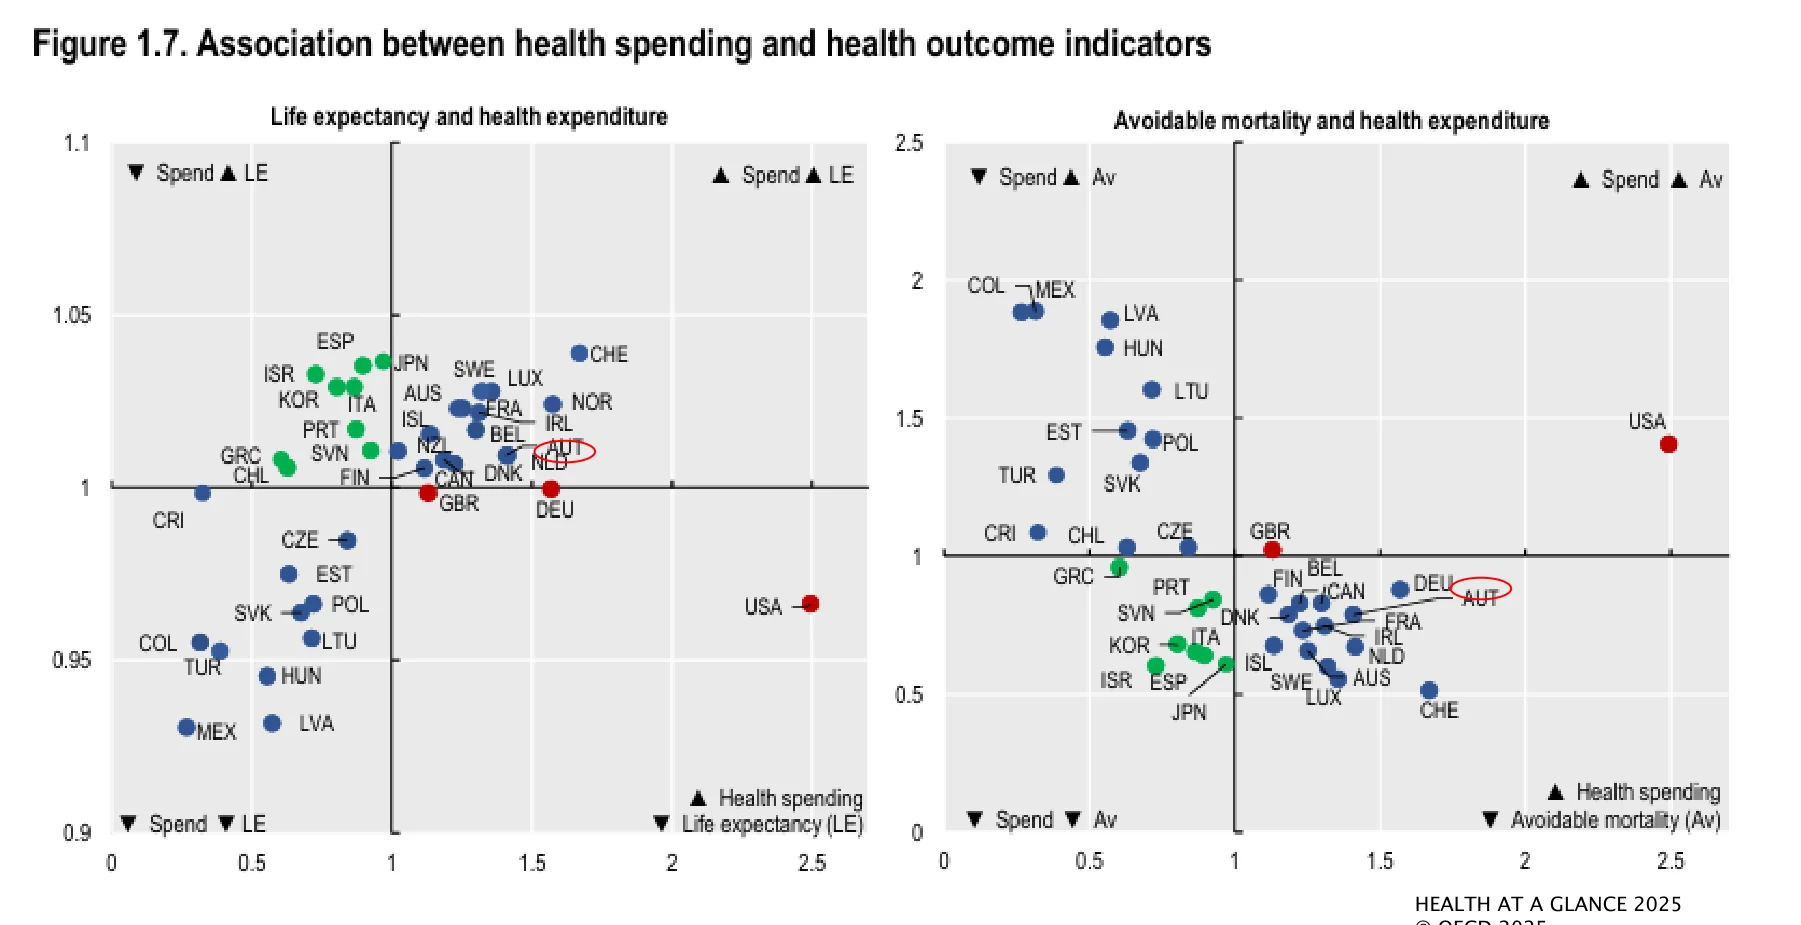 Figure 1.7. Association between health spending and health outcome indicators
Life expectancy and health expenditure
1.1
▼ Spend ▲ LE
▲ Spend ▲ LE
1.05
ESP
JPN
CHE
ISR
SWE
LUX
KOR
ITA
AUS
FRA
NOR
PRT
ISL
IRL
GRC
SVN
NZL
BEL
AUT
CHL
FIN
CAN
DNK
NLD
1
GBR
DEU
CRI
CZE
EST
SVK
POL
USA
COL
LTU
0.95
TUR
HUN
MEX
LVA
▲ Health spending
▼ Spend ▼ LE
▼ Life expectancy (LE)
0.9
0
0.5
1
1.5
2
2.5
Avoidable mortality and health expenditure
2.5
▼ Spend ▲ Av
▲ Spend ▲ Av
2
COL
MEX
LVA
HUN
LTU
1.5
USA
EST
POL
TUR
SVK
CRI
CHL
CZE
GBR
1
GRC
BEL
PRT
FIN
CAN
DEU
AUT
SVN
DNK
FRA
KOR
ITA
IRL
ISL
NLD
ISR
ESP
SWE
AUS
0.5
LUX
JPN
CHE
▲ Health spending
▼ Spend ▼ Av
▼ Avoidable mortality (Av)
0
0
0.5
1
1.5
2
2.5
HEALTH AT A GLANCE 2025
© OECD 2025